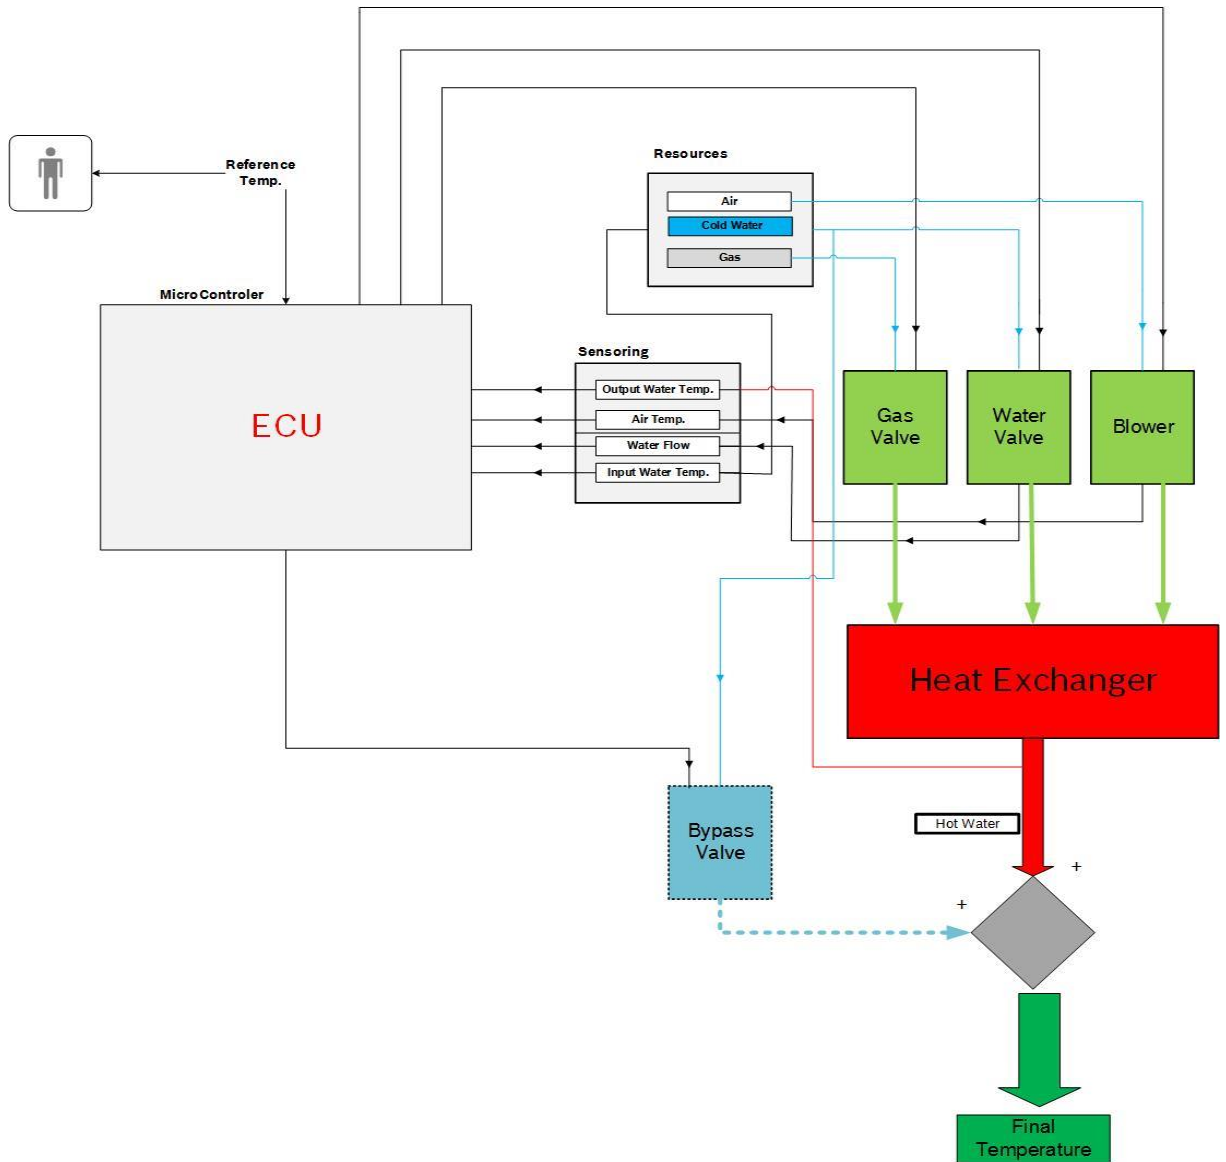 Resources
Reference
Temp.
Air
Cold Water
Gas
MicroControler
Sensoring
Output Water Temp.
Air Temp.
Water Flow
Input Water Temp.
ECU
Gas
Valve
Water
Valve
Blower
Heat Exchanger
Hot Water
Bypass
Valve
+
+
Final
Temperature